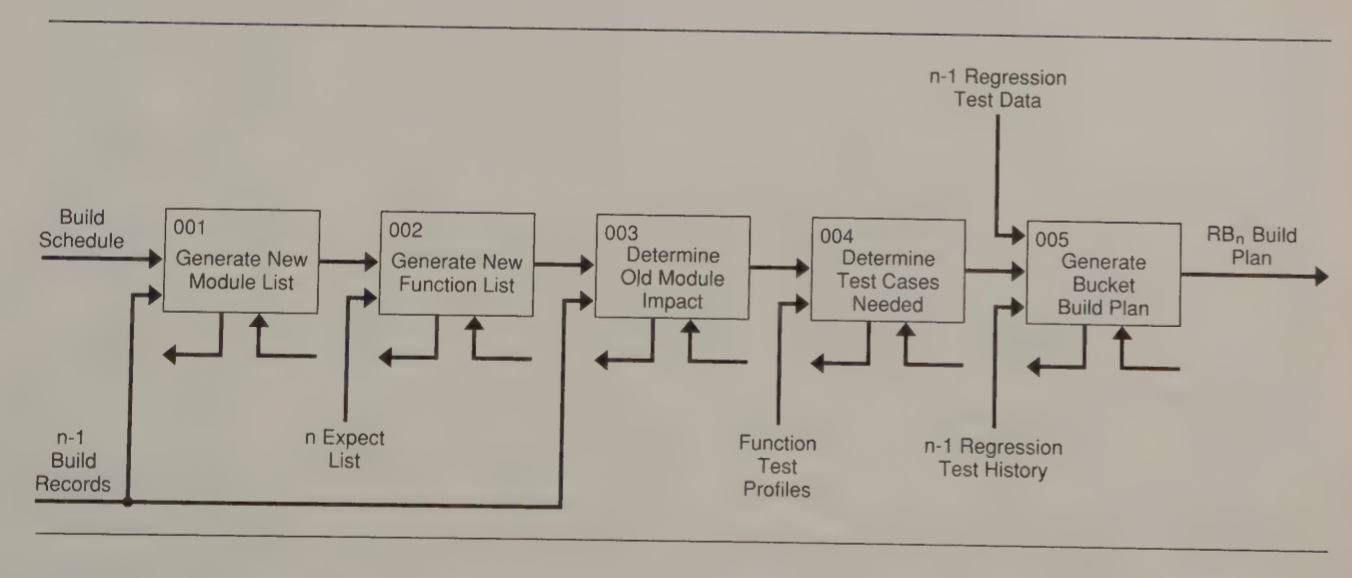 n-1 Regression
Test Data
Build
Schedule
001
Generate New
Module List
002
Generate New
Function List
003
Determine
Old Module
Impact
004
Determine
Test Cases
Needed
005
Generate
Bucket
Build Plan
RBn Build
Plan
n-1
Build
Records
n Expect
List
Function
Test
Profiles
n-1 Regression
Test History